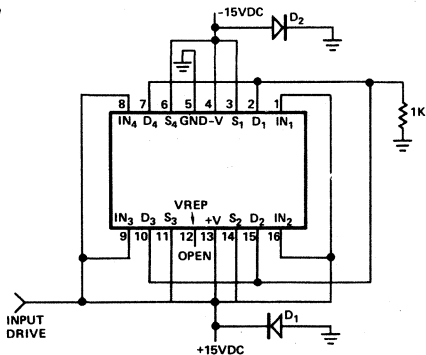 -15VDC
D2
8 7 6 5 4 3 2 1
IN4 D4 S4 GND -V S1 D1 IN1
1K
VREP
IN3 D3 S3 +V S2 D2 IN2
9 10 11 12 13 14 15 16
OPEN
INPUT
DRIVE
D1
+15VDC